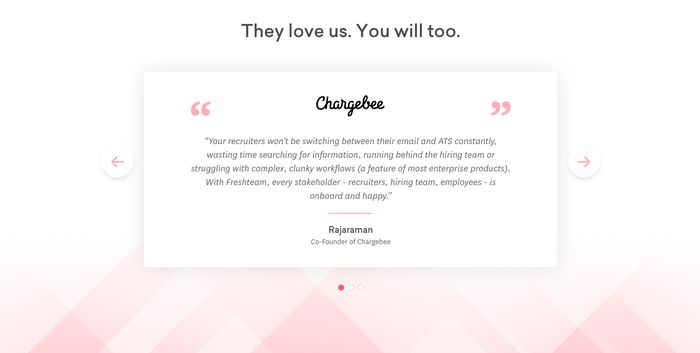 They love us. You will too.
Chargebee
"Your recruiters won't be switching between their email and ATS constantly,
wasting time searching for information, running behind the hiring team or
struggling with complex, clunky workflows (a feature of most enterprise products).
With Freshteam, every stakeholder - recruiters, hiring team, employees - is
onboard and happy."
Rajaraman
Co-Founder of Chargebee